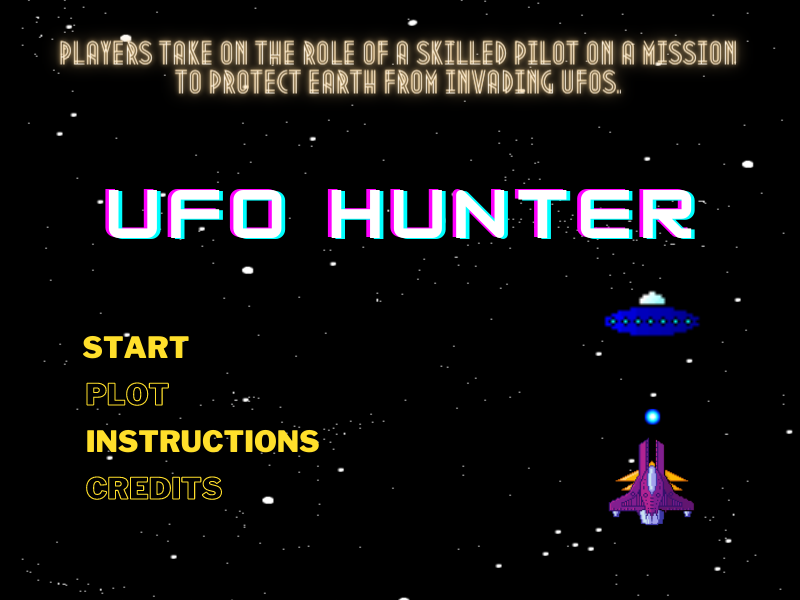 PLAYERS TAKE ON THE ROLE OF A SKILLED PILOT ON A MISSION
TO PROTECT EARTH FROM INVADING UFOS.
UFO HUNTER
START
PLOT
INSTRUCTIONS
CREDITS